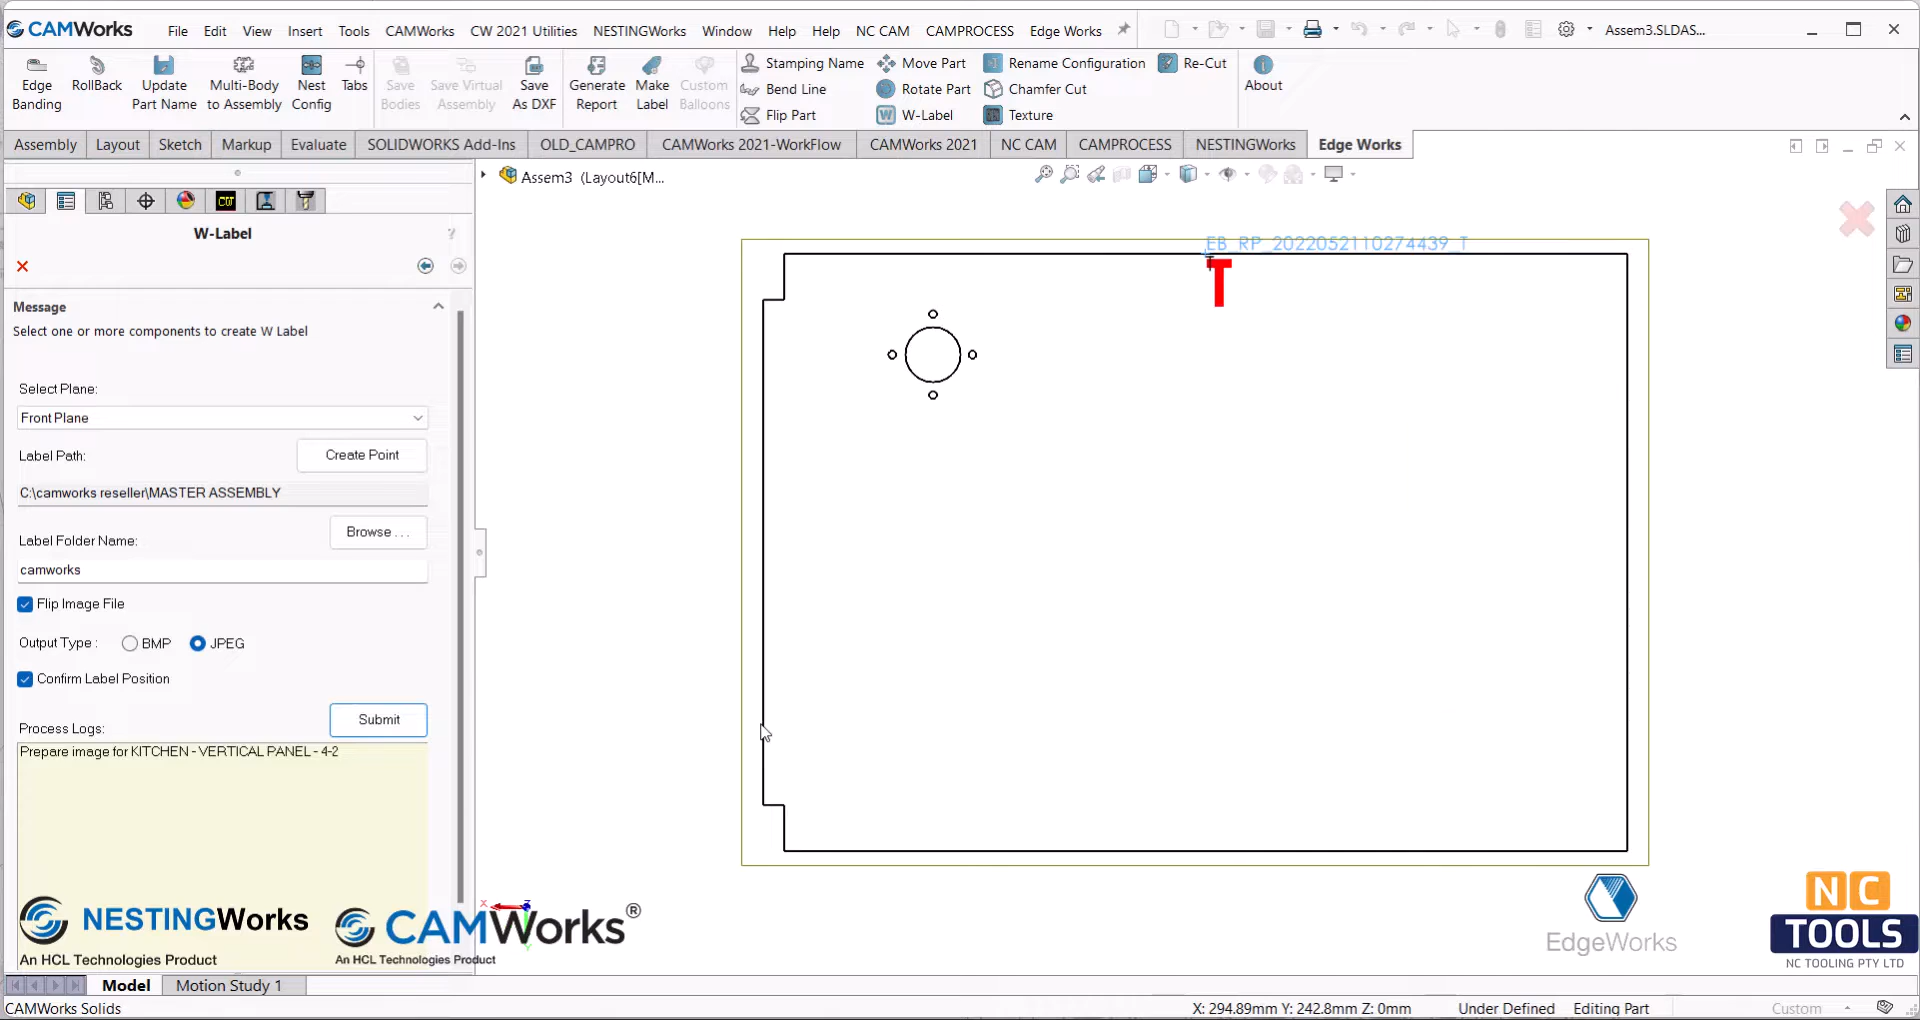 CAMWorks
File Edit View Insert Tools CAMWorks CW 2021 Utilities NESTINGWorks Window Help Help NC CAM CAMPROCESS Edge Works
Assem3.SLDAS...
Edge Banding
RollBack
Update Part Name
Multi-Body to Assembly
Nest Config
Tabs
Save Bodies
Save Virtual Assembly
Save As DXF
Generate Report
Make Label
Custom Balloons
Stamping Name
Bend Line
Flip Part
Move Part
Rotate Part
W-Label
Rename Configuration
Chamfer Cut
Texture
Re-Cut
About
Assembly Layout Sketch Markup Evaluate SOLIDWORKS Add-Ins OLD_CAMPRO CAMWorks 2021-WorkFlow CAMWorks 2021 NC CAM CAMPROCESS NESTINGWorks Edge Works
Assem3 (Layout6[M...
W-Label
Message
Select one or more components to create W Label
Select Plane:
Front Plane
Label Path:
Create Point
C:\camworks reseller\MASTER ASSEMBLY
Browse . . .
Label Folder Name:
camworks
Flip Image File
Output Type : BMP JPEG
Confirm Label Position
Submit
Process Logs:
Prepare image for KITCHEN - VERTICAL PANEL - 4-2
EB_RP_2022052110274439_T
T
NESTINGWorks
An HCL Technologies Product
CAMWorks®
An HCL Technologies Product
EdgeWorks
NC
TOOLS
NC TOOLING PTY LTD
Model Motion Study 1
CAMWorks Solids
X: 294.89mm Y: 242.8mm Z: 0mm Under Defined Editing Part Custom